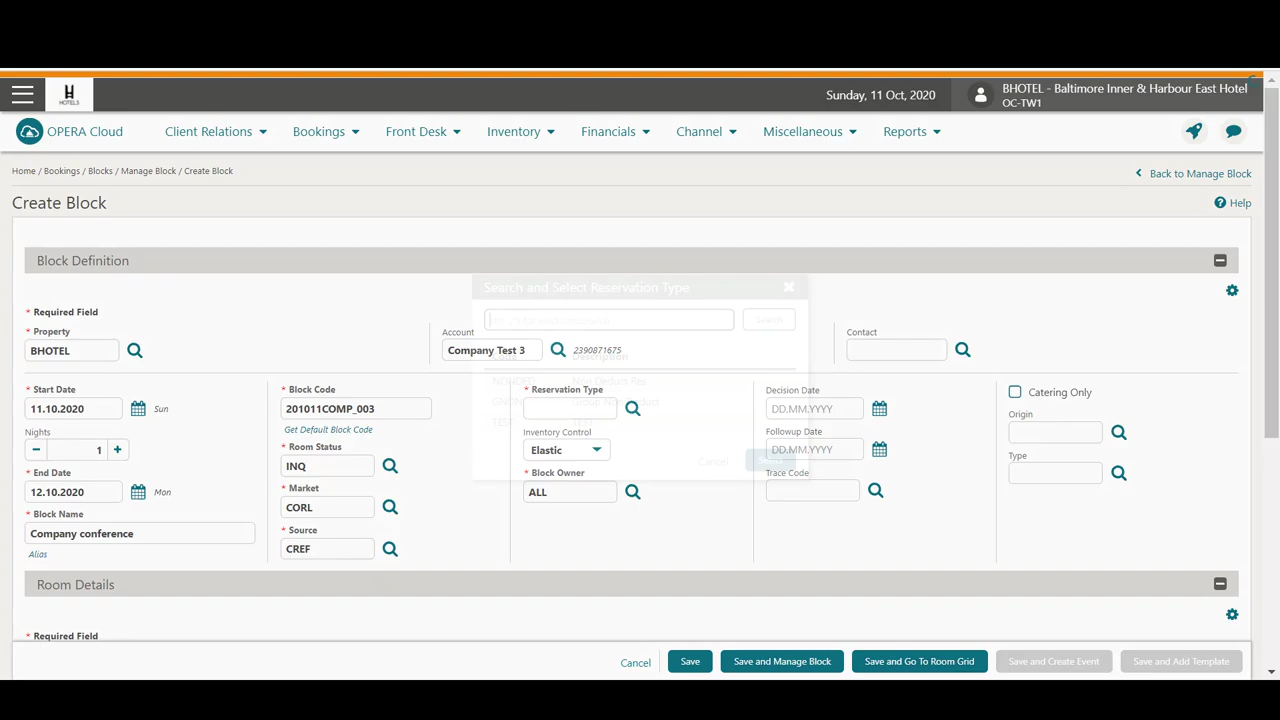 H
HOTELS
Sunday, 11 Oct, 2020
BHOTEL - Baltimore Inner & Harbour East Hotel
OC-TW1
OPERA Cloud
Client Relations
Bookings
Front Desk
Inventory
Financials
Channel
Miscellaneous
Reports
Home / Bookings / Blocks / Manage Block / Create Block
Back to Manage Block
Create Block
Help
Block Definition
Search and Select Reservation Type
* Required Field
Search
* Property
BHOTEL
Account
Company Test 3
2390871675
Description
Contact
* Start Date
11.10.2020
Sun
Nights
1
* End Date
12.10.2020
Mon
* Block Name
Company conference
Alias
* Block Code
201011COMP_003
Get Default Block Code
* Room Status
INQ
* Market
CORL
* Source
CREF
Non Deduct Res
* Reservation Type
Inventory Control
Elastic
* Block Owner
ALL
Cancel
Decision Date
DD.MM.YYYY
Followup Date
DD.MM.YYYY
Trace Code
Catering Only
Origin
Type
Room Details
* Required Field
Cancel
Save
Save and Manage Block
Save and Go To Room Grid
Save and Create Event
Save and Add Template